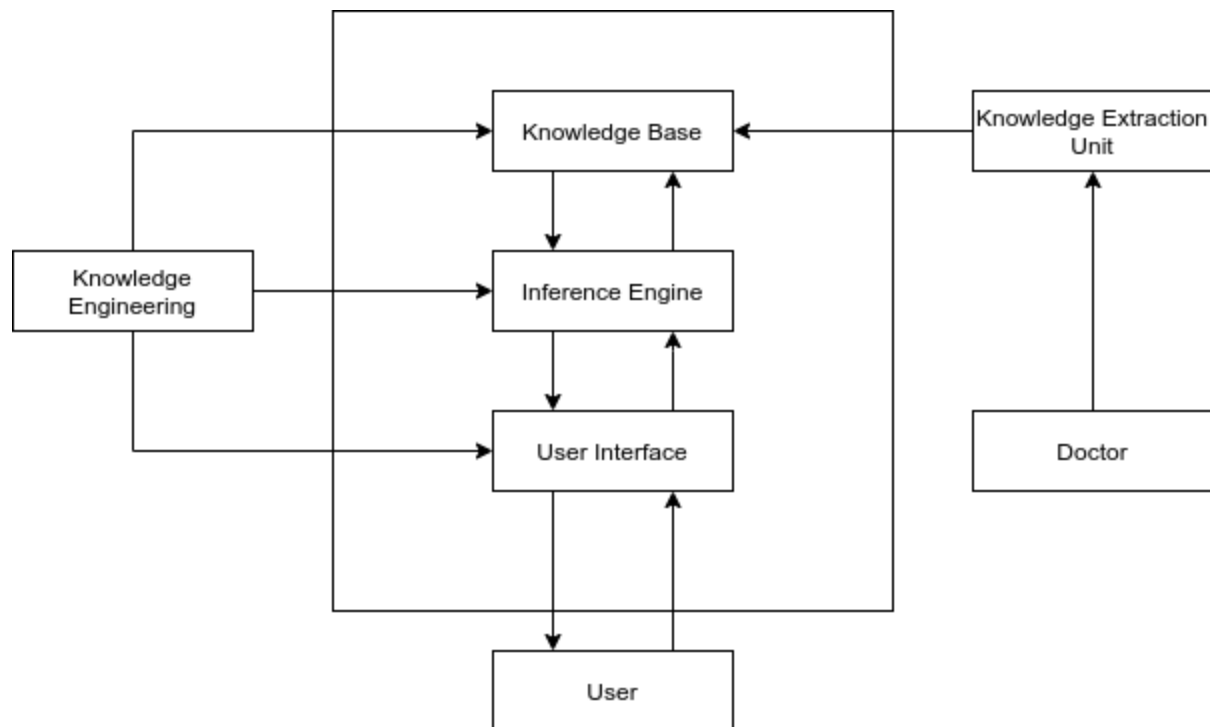 Knowledge Base
Knowledge Extraction
Unit
Knowledge
Engineering
Inference Engine
User Interface
Doctor
User